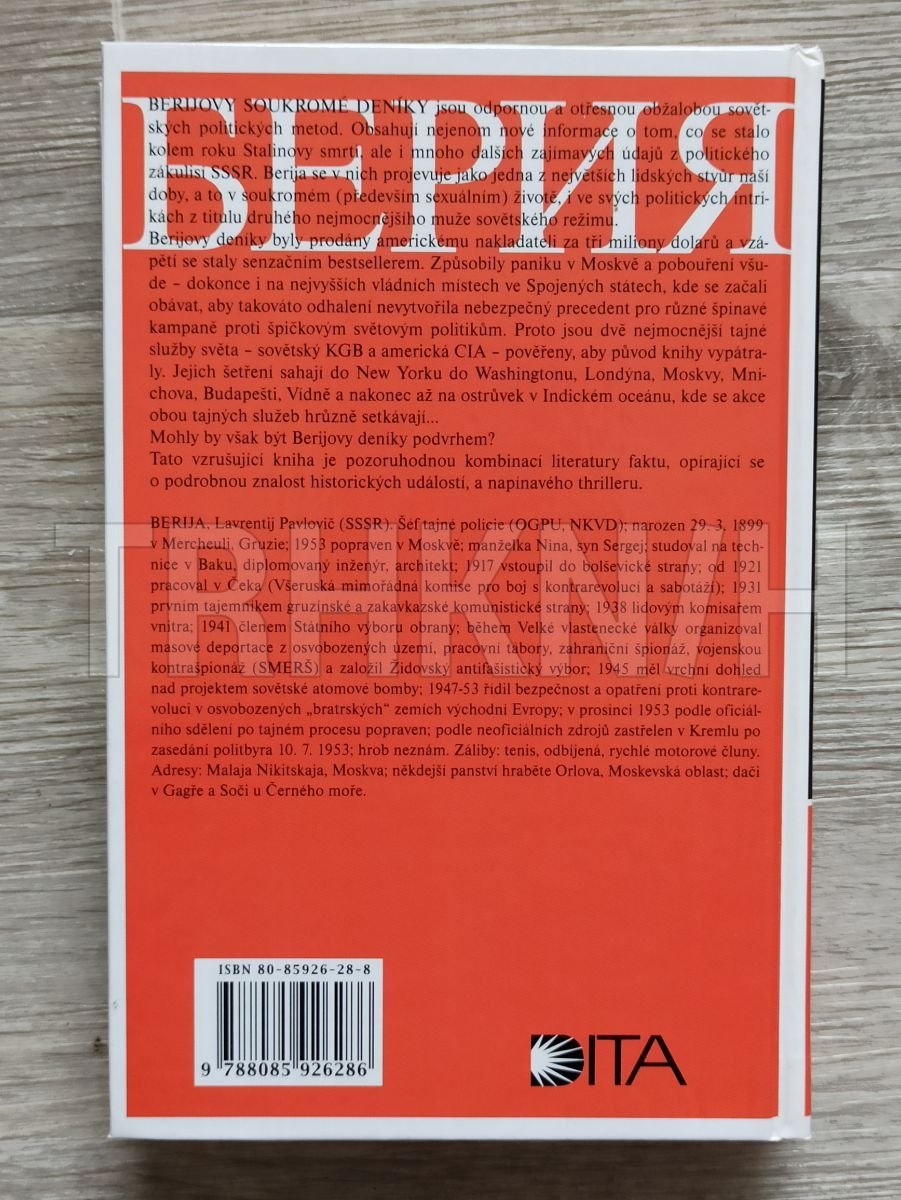 БЕРИЯ
BERIJOVY SOUKROMÉ DENÍKY jsou odpornou a otřesnou obžalobou sovět-
ských politických metod. Obsahují nejenom nové informace o tom, co se stalo
kolem roku Stalinovy smrti, ale i mnoho dalších zajímavých údajů z politického
zákulisí SSSR. Berija se v nich projevuje jako jedna z největších lidských stvůr naší
doby, a to v soukromém (především sexuálním) životě, i ve svých politických intri-
kách z titulu druhého nejmocnějšího muže sovětského režimu.
Berijovy deníky byly prodány americkému nakladateli za tři miliony dolarů a vzá-
pětí se staly senzačním bestsellerem. Způsobily paniku v Moskvě a pobouření všu-
de – dokonce i na nejvyšších vládních místech ve Spojených státech, kde se začali
obávat, aby takováto odhalení nevytvořila nebezpečný precedent pro různé špinavé
kampaně proti špičkovým světovým politikům. Proto jsou dvě nejmocnější tajné
služby světa – sovětský KGB a americká CIA – pověřeny, aby původ knihy vypátra-
ly. Jejich šetření sahají do New Yorku do Washingtonu, Londýna, Moskvy, Mni-
chova, Budapešti, Vídně a nakonec až na ostrůvek v Indickém oceánu, kde se akce
obou tajných služeb hrůzně setkávají...
Mohly by však být Berijovy deníky podvrhem?
Tato vzrušující kniha je pozoruhodnou kombinací literatury faktu, opírající se
o podrobnou znalost historických událostí, a napínavého thrilleru.
BERIJA, Lavrentij Pavlovič (SSSR). Šéf tajné policie (OGPU, NKVD); narozen 29. 3. 1899
v Mercheuli, Gruzie; 1953 popraven v Moskvě; manželka Nina, syn Sergej; studoval na tech-
nice v Baku, diplomovaný inženýr, architekt; 1917 vstoupil do bolševické strany; od 1921
pracoval v Čeka (Všeruská mimořádná komise pro boj s kontrarevolucí a sabotáží); 1931
prvním tajemníkem gruzínské a zakavkazské komunistické strany; 1938 lidovým komisařem
vnitra; 1941 členem Státního výboru obrany; během Velké vlastenecké války organizoval
masové deportace z osvobozených území, pracovní tábory, zahraniční špionáž, vojenskou
kontrašpionáž (SMERŠ) a založil Židovský antifašistický výbor; 1945 měl vrchní dohled
nad projektem sovětské atomové bomby; 1947-53 řídil bezpečnost a opatření proti kontrare-
voluci v osvobozených „bratrských“ zemích východní Evropy; v prosinci 1953 podle oficiál-
ního sdělení po tajném procesu popraven; podle neoficiálních zdrojů zastřelen v Kremlu po
zasedání politbyra 10. 7. 1953; hrob neznám. Záliby: tenis, odbíjená, rychlé motorové čluny.
Adresy: Malaja Nikitskaja, Moskva; někdejší panství hraběte Orlova, Moskevská oblast; dači
v Gagře a Soči u Černého moře.
TRHKNIH
ISBN 80-85926-28-8
9 788085 926286
DITA